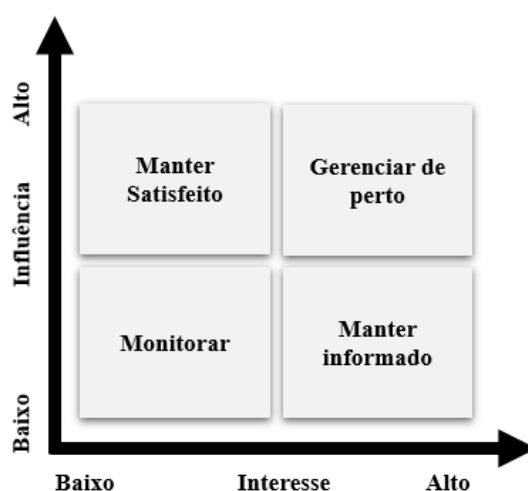 Alto
Influência
Baixo
Manter
Satisfeito
Gerenciar de
perto
Monitorar
Manter
informado
Baixo
Interesse
Alto